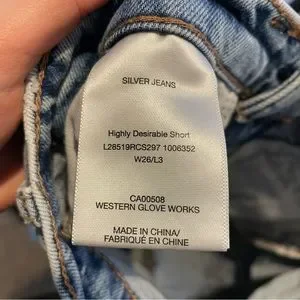 SILVER JEANS
Highly Desirable Short
L28519RCS297 1006352
W26/L3
CA00508
WESTERN GLOVE WORKS
MADE IN CHINA/
FABRIQUÉ EN CHINE